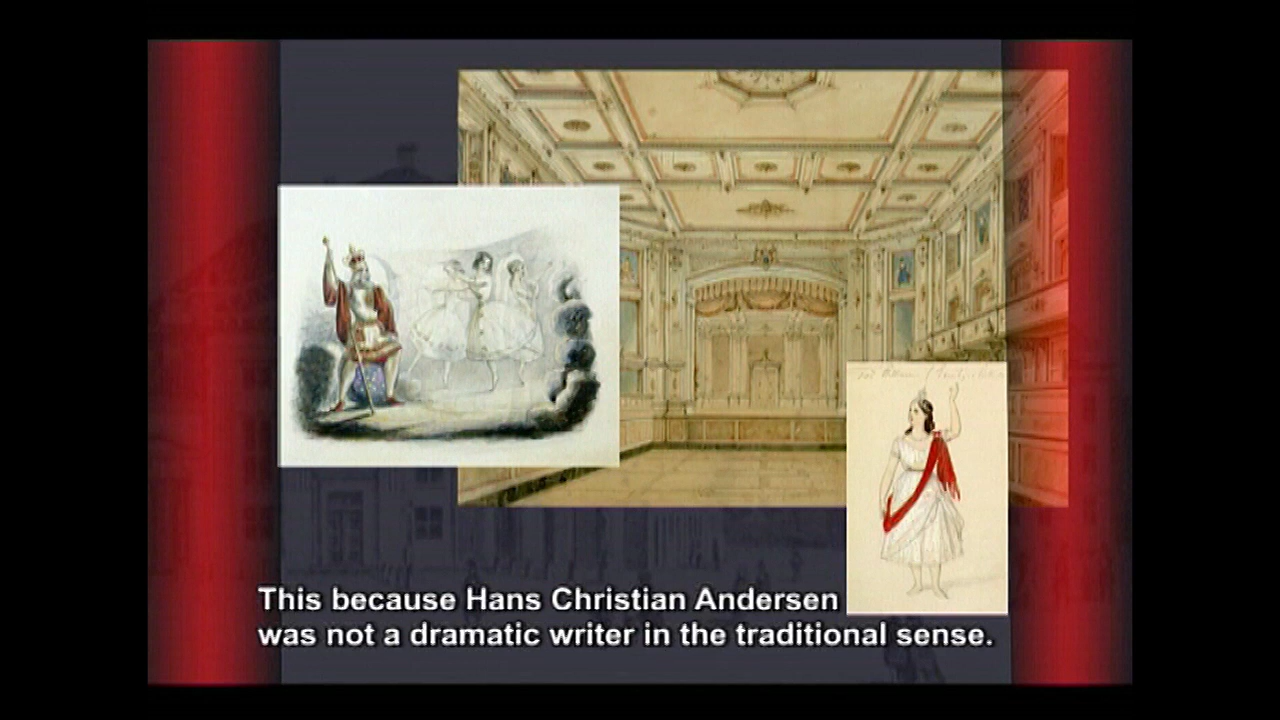 This because Hans Christian Andersen
was not a dramatic writer in the traditional sense.